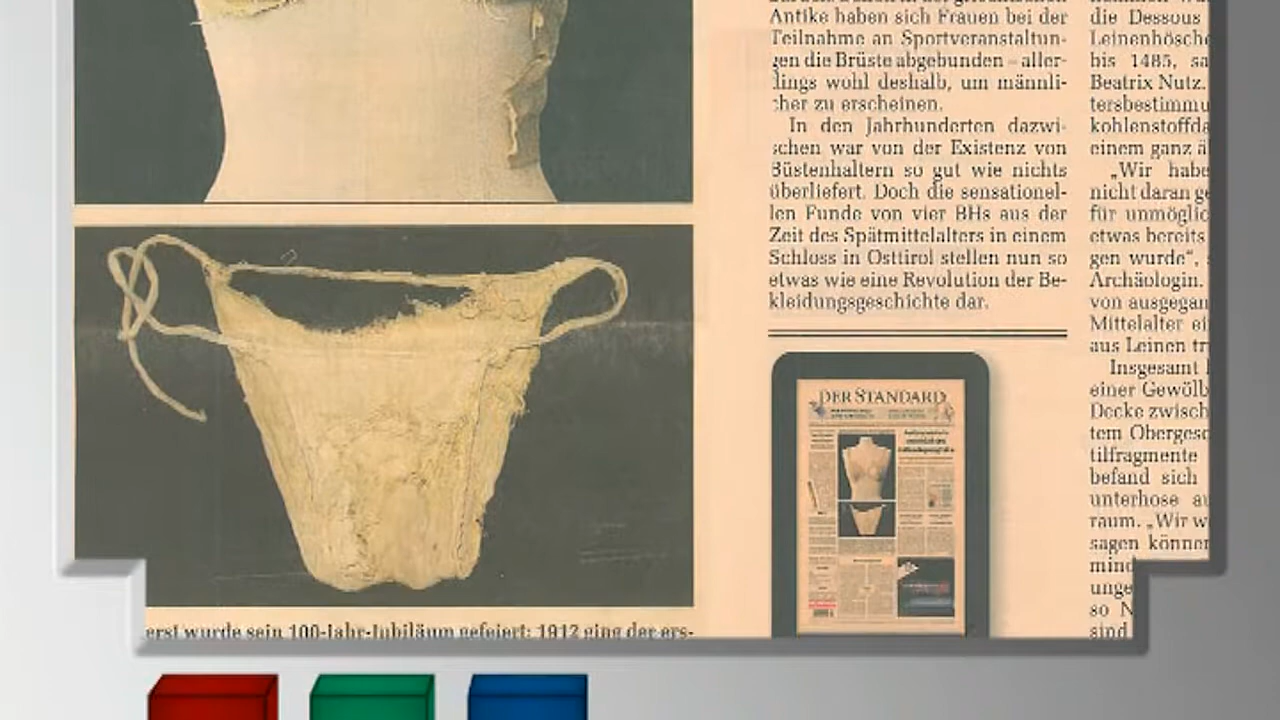 Antike haben sich Frauen bei der
Teilnahme an Sportveranstaltun-
gen die Brüste abgebunden – aller-
dings wohl deshalb, um männli-
cher zu erscheinen.
In den Jahrhunderten dazwi-
schen war von der Existenz von
Büstenhaltern so gut wie nichts
überliefert. Doch die sensationel-
len Funde von vier BHs aus der
Zeit des Spätmittelalters in einem
Schloss in Osttirol stellen nun so
etwas wie eine Revolution der Be-
kleidungsgeschichte dar.
DER STANDARD
die Dessous
Leinenhösche
bis 1485, sa
Beatrix Nutz.
tersbestimmu
kohlenstoffda
einem ganz ä
„Wir habe
nicht daran ge
für unmöglic
etwas bereits
gen wurde“,
Archäologin.
von ausgegan
Mittelalter ei
aus Leinen tr
Insgesamt
einer Gewölb
Decke zwisch
tem Oberges
tilfragmente
befand sich
unterhose au
raum. „Wir w
sagen können
mind
unge
so N
sind
erst wurde sein 100-Jahr-Jubiläum gefeiert: 1912 ging der ers-